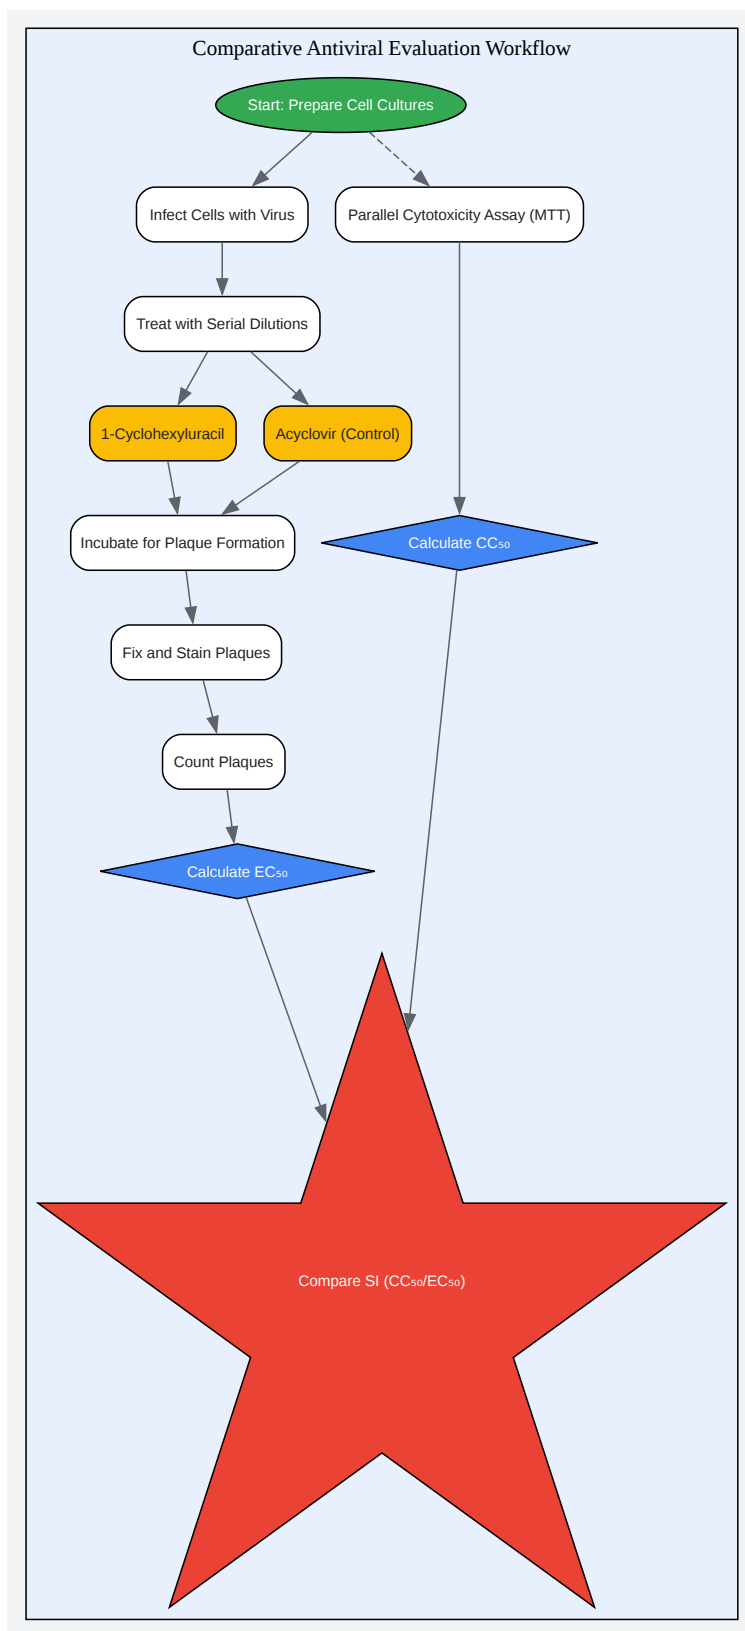 Comparative Antiviral Evaluation Workflow
Start: Prepare Cell Cultures
Infect Cells with Virus
Parallel Cytotoxicity Assay (MTT)
Treat with Serial Dilutions
1-Cyclohexyluracil
Acyclovir (Control)
Incubate for Plaque Formation
Calculate CC₅₀
Fix and Stain Plaques
Count Plaques
Calculate EC₅₀
Compare SI (CC₅₀/EC₅₀)